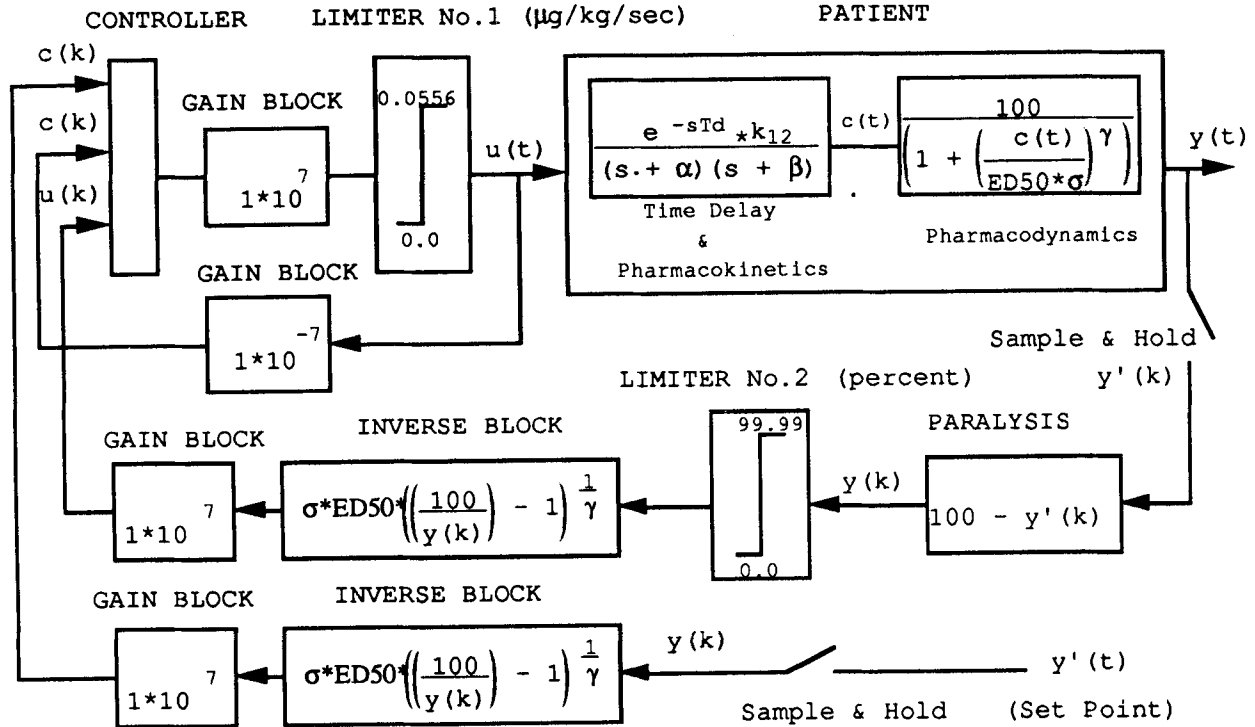 CONTROLLER LIMITER No.1 (µg/kg/sec) PATIENT
c(k)
GAIN BLOCK
0.0556
c(k)
u(k)
1*10^7
0.0
u(t)
e^-sTd *k12
(s.+ α)(s + β)
Time Delay
&
Pharmacokinetics
c(t)
100
(1 + (c(t)/ED50*σ)^γ)
Pharmacodynamics
y(t)
GAIN BLOCK
1*10^-7
Sample & Hold
y'(k)
LIMITER No.2 (percent)
99.99
0.0
PARALYSIS
100 - y'(k)
y(k)
INVERSE BLOCK
σ*ED50*((100/y(k)) - 1)^1/γ
GAIN BLOCK
1*10^7
GAIN BLOCK
1*10^7
INVERSE BLOCK
σ*ED50*((100/y(k)) - 1)^1/γ
y(k)
y'(t)
Sample & Hold (Set Point)